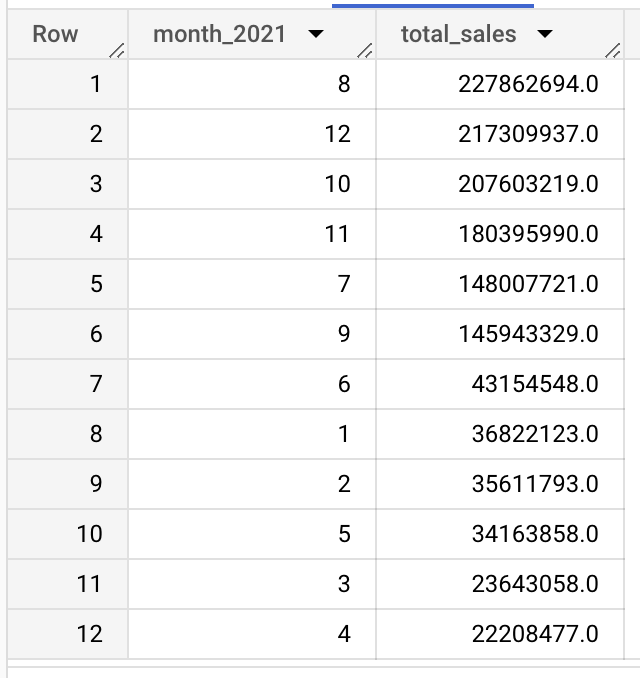 Row month_2021 total_sales
1 8 227862694.0
2 12 217309937.0
3 10 207603219.0
4 11 180395990.0
5 7 148007721.0
6 9 145943329.0
7 6 43154548.0
8 1 36822123.0
9 2 35611793.0
10 5 34163858.0
11 3 23643058.0
12 4 22208477.0